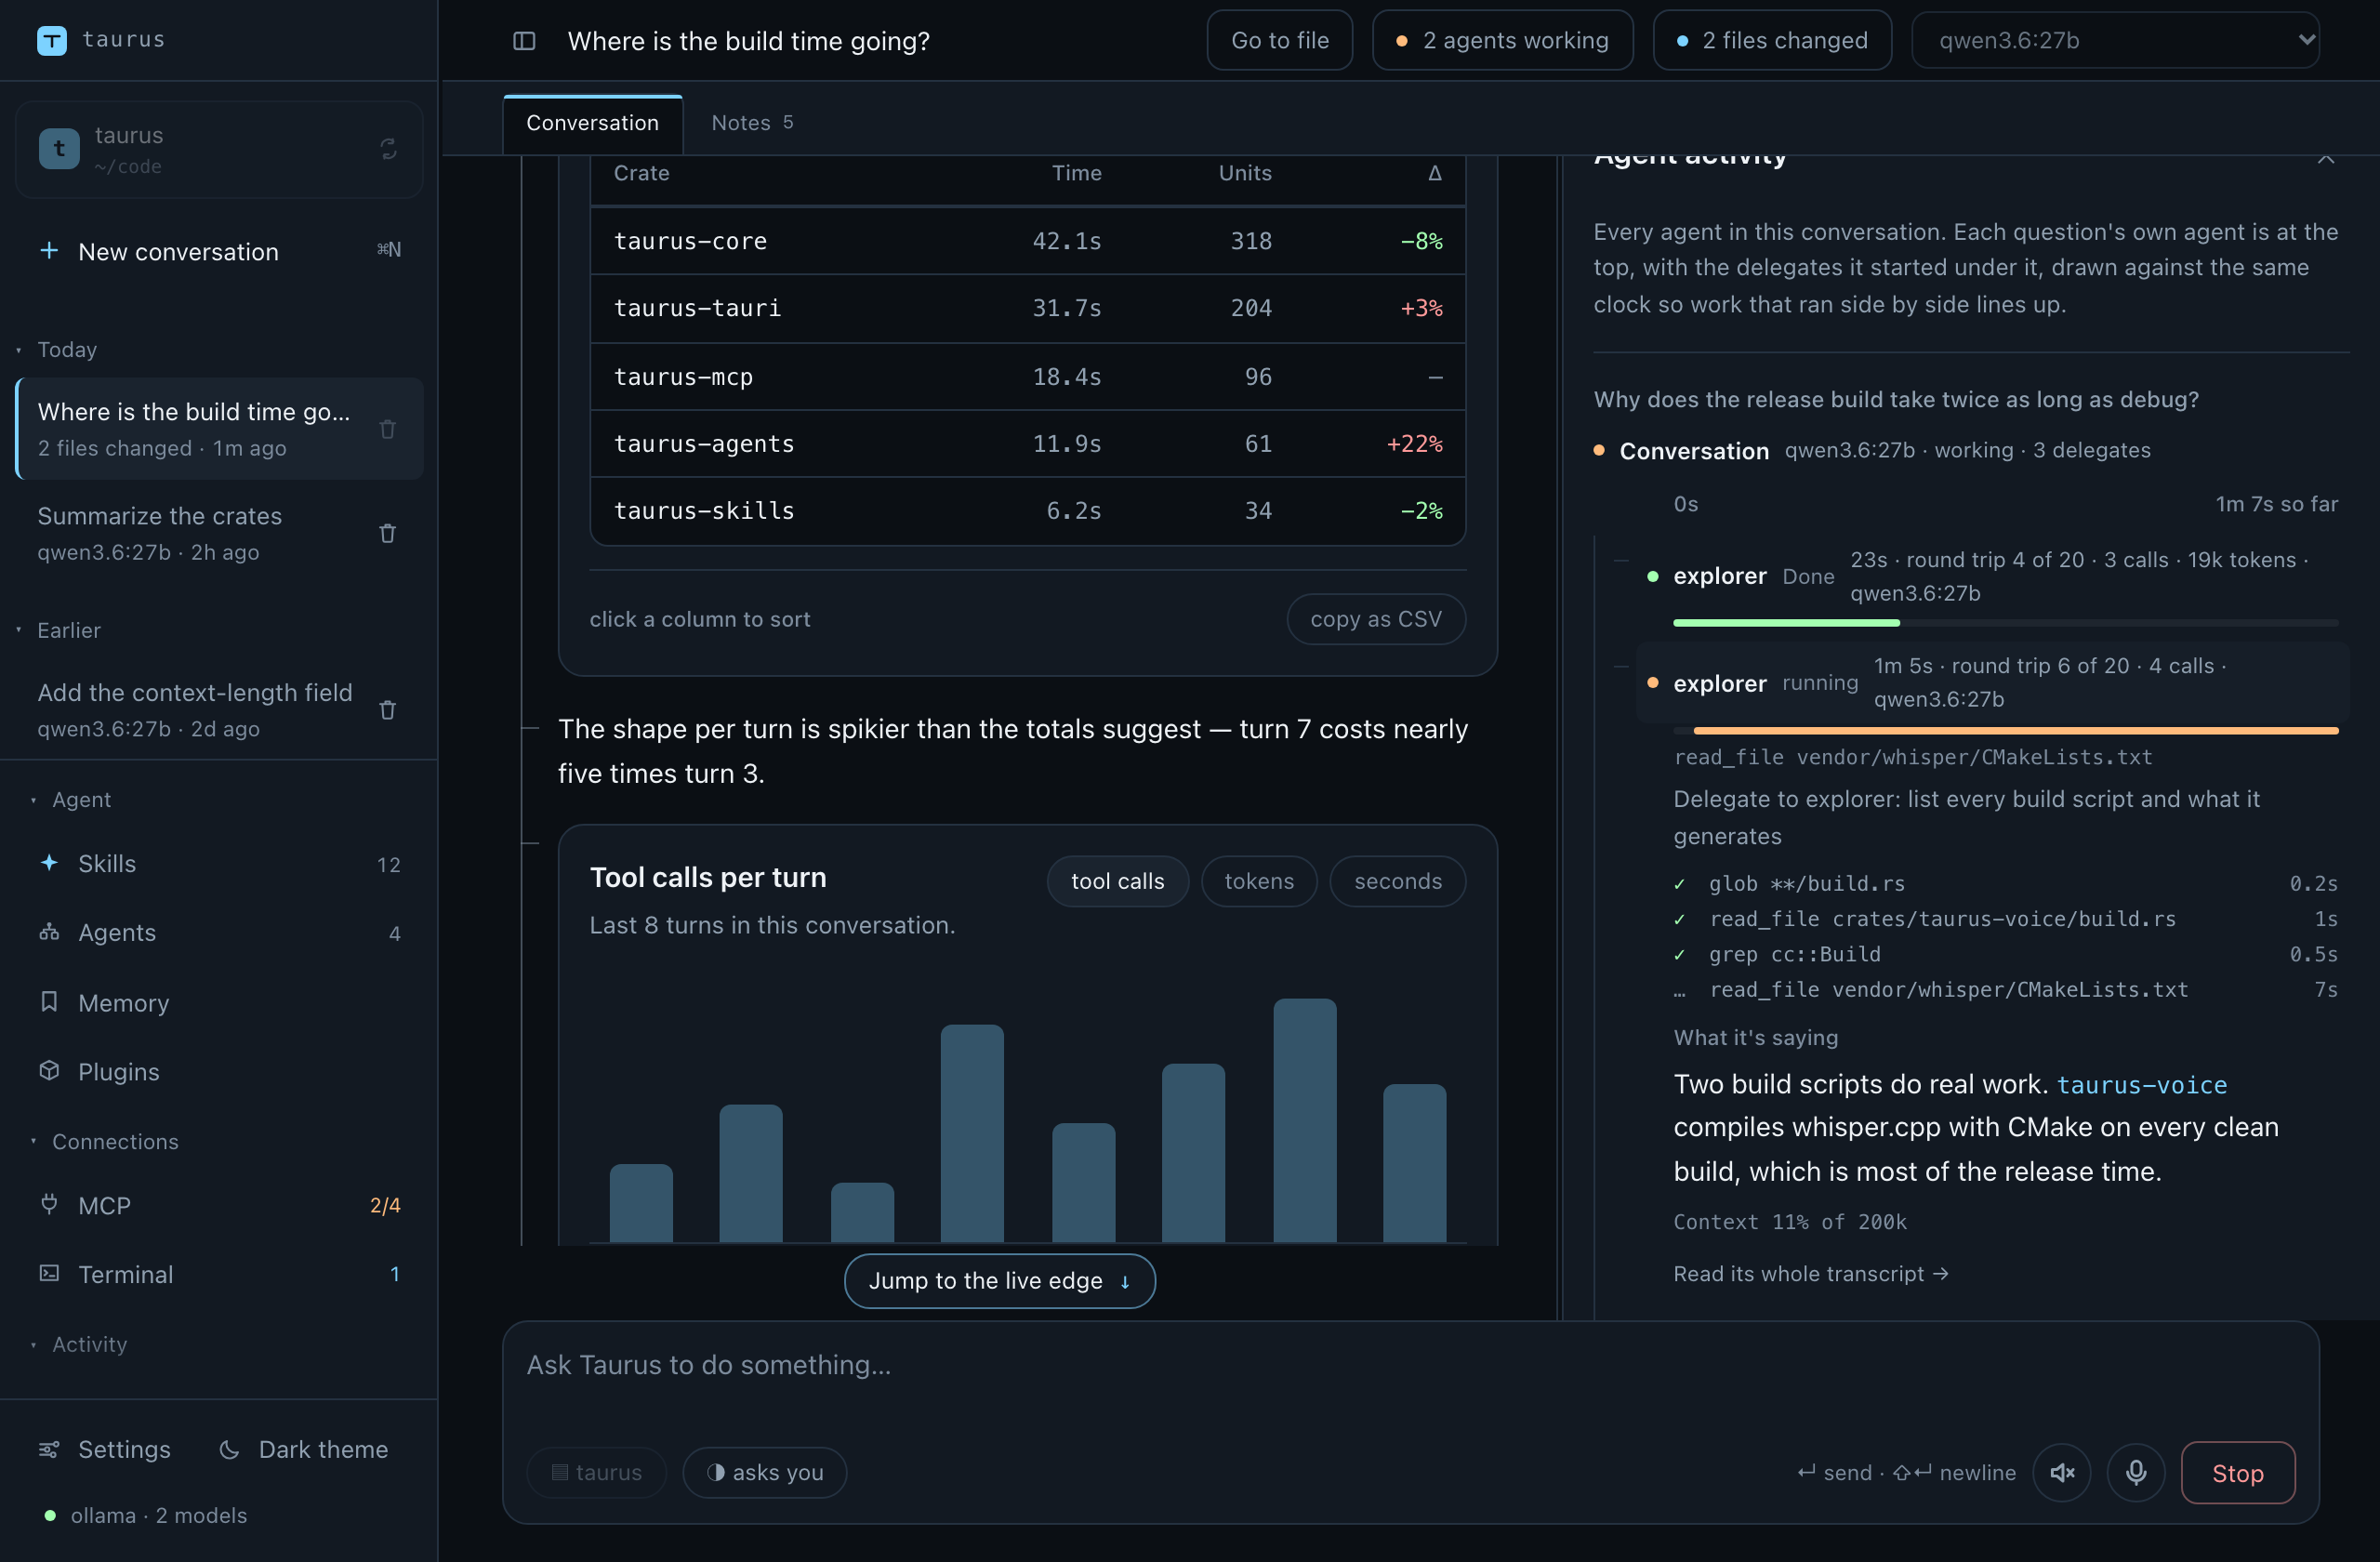 taurus
t
taurus
~/code
New conversation ⌘N
Today
Where is the build time go...
2 files changed · 1m ago
Summarize the crates
qwen3.6:27b · 2h ago
Earlier
Add the context-length field
qwen3.6:27b · 2d ago
Agent
Skills 12
Agents 4
Memory
Plugins
Connections
MCP 2/4
Terminal 1
Activity
Settings Dark theme
ollama · 2 models
Where is the build time going?
Go to file
2 agents working
2 files changed
qwen3.6:27b
Conversation
Notes 5
Crate Time Units Δ
taurus-core 42.1s 318 −8%
taurus-tauri 31.7s 204 +3%
taurus-mcp 18.4s 96 —
taurus-agents 11.9s 61 +22%
taurus-skills 6.2s 34 −2%
click a column to sort
copy as CSV
The shape per turn is spikier than the totals suggest — turn 7 costs nearly
five times turn 3.
Tool calls per turn
tool calls tokens seconds
Last 8 turns in this conversation.
Jump to the live edge ↓
Agent activity
Every agent in this conversation. Each question's own agent is at the
top, with the delegates it started under it, drawn against the same
clock so work that ran side by side lines up.
Why does the release build take twice as long as debug?
Conversation qwen3.6:27b · working · 3 delegates
0s 1m 7s so far
explorer Done 23s · round trip 4 of 20 · 3 calls · 19k tokens ·
qwen3.6:27b
explorer running 1m 5s · round trip 6 of 20 · 4 calls ·
qwen3.6:27b
read_file vendor/whisper/CMakeLists.txt
Delegate to explorer: list every build script and what it
generates
✓ glob **/build.rs 0.2s
✓ read_file crates/taurus-voice/build.rs 1s
✓ grep cc::Build 0.5s
… read_file vendor/whisper/CMakeLists.txt 7s
What it's saying
Two build scripts do real work. taurus-voice
compiles whisper.cpp with CMake on every clean
build, which is most of the release time.
Context 11% of 200k
Read its whole transcript →
Ask Taurus to do something...
taurus
asks you
send · newline
Stop